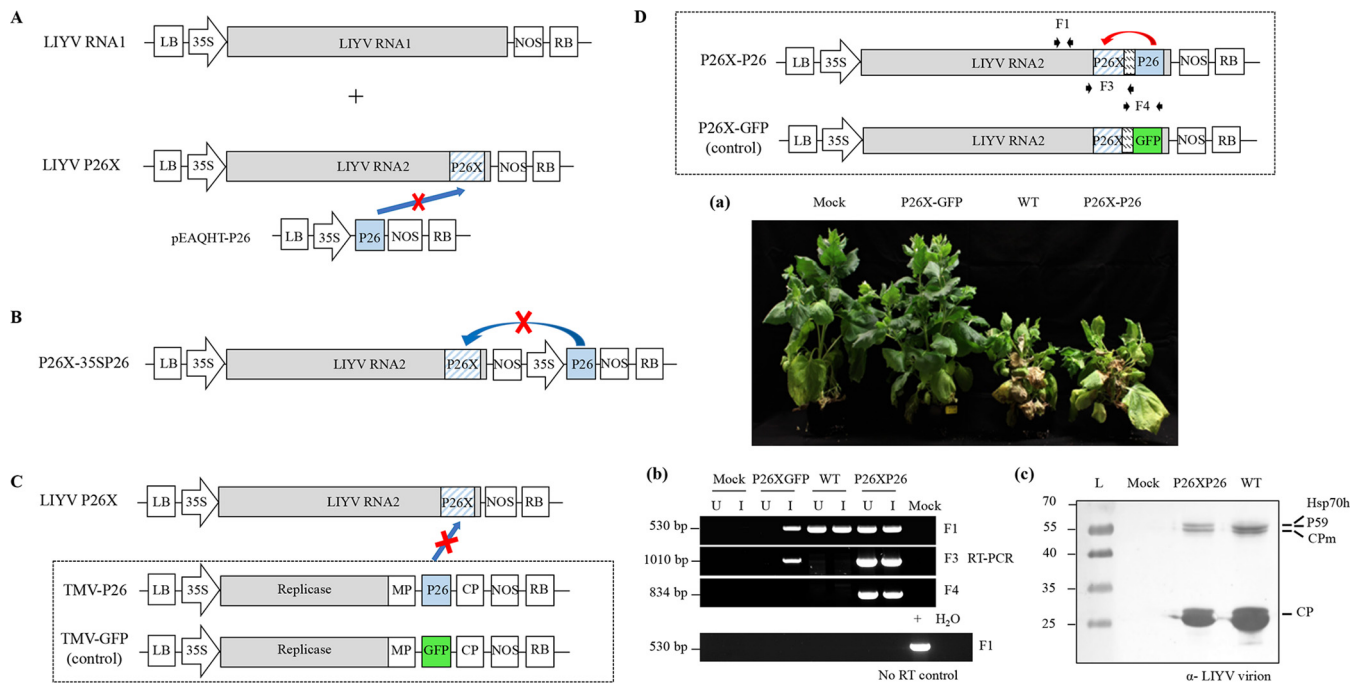 A
LIYV RNA1
LB 35S LIYV RNA1 NOS RB
+
LIYV P26X
LB 35S LIYV RNA2 P26X NOS RB
pEAQHT-P26
LB 35S P26 NOS RB
B
P26X-35SP26
LB 35S LIYV RNA2 P26X NOS 35S P26 NOS RB
C
LIYV P26X
LB 35S LIYV RNA2 P26X NOS RB
TMV-P26
LB 35S Replicase MP P26 CP NOS RB
TMV-GFP
(control)
LB 35S Replicase MP GFP CP NOS RB
D
F1
P26X-P26
LB 35S LIYV RNA2 P26X P26 NOS RB
F3
F4
P26X-GFP
(control)
LB 35S LIYV RNA2 P26X GFP NOS RB
(a)
Mock P26X-GFP WT P26X-P26
(b)
Mock P26XGFP WT P26XP26
U I U I U I U I Mock
530 bp F1
1010 bp F3 RT-PCR
834 bp F4
+ H2O
530 bp F1
No RT control
(c)
L Mock P26XP26 WT
70
55
40
35
25
Hsp70h
P59
CPm
CP
α- LIYV virion